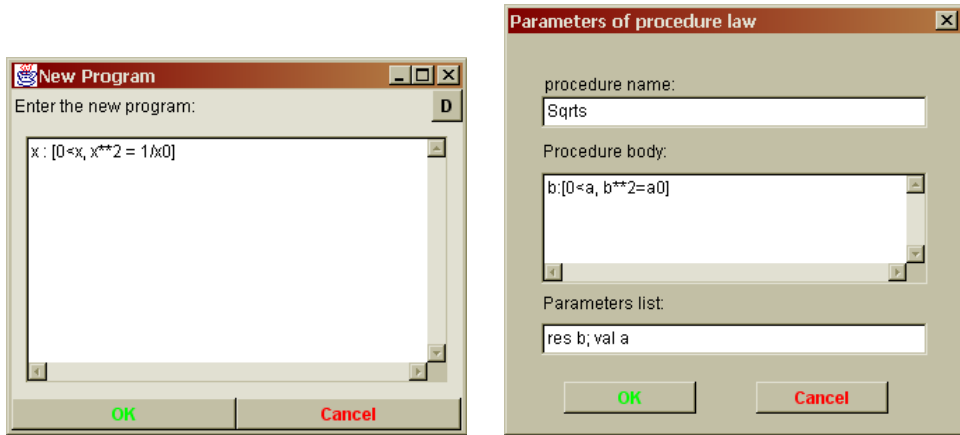 New Program
Enter the new program:
D
x : [0<x, x**2 = 1/x0]
OK
Cancel
Parameters of procedure law
procedure name:
Sqrts
Procedure body:
b:[0<a, b**2=a0]
Parameters list:
res b; val a
OK
Cancel